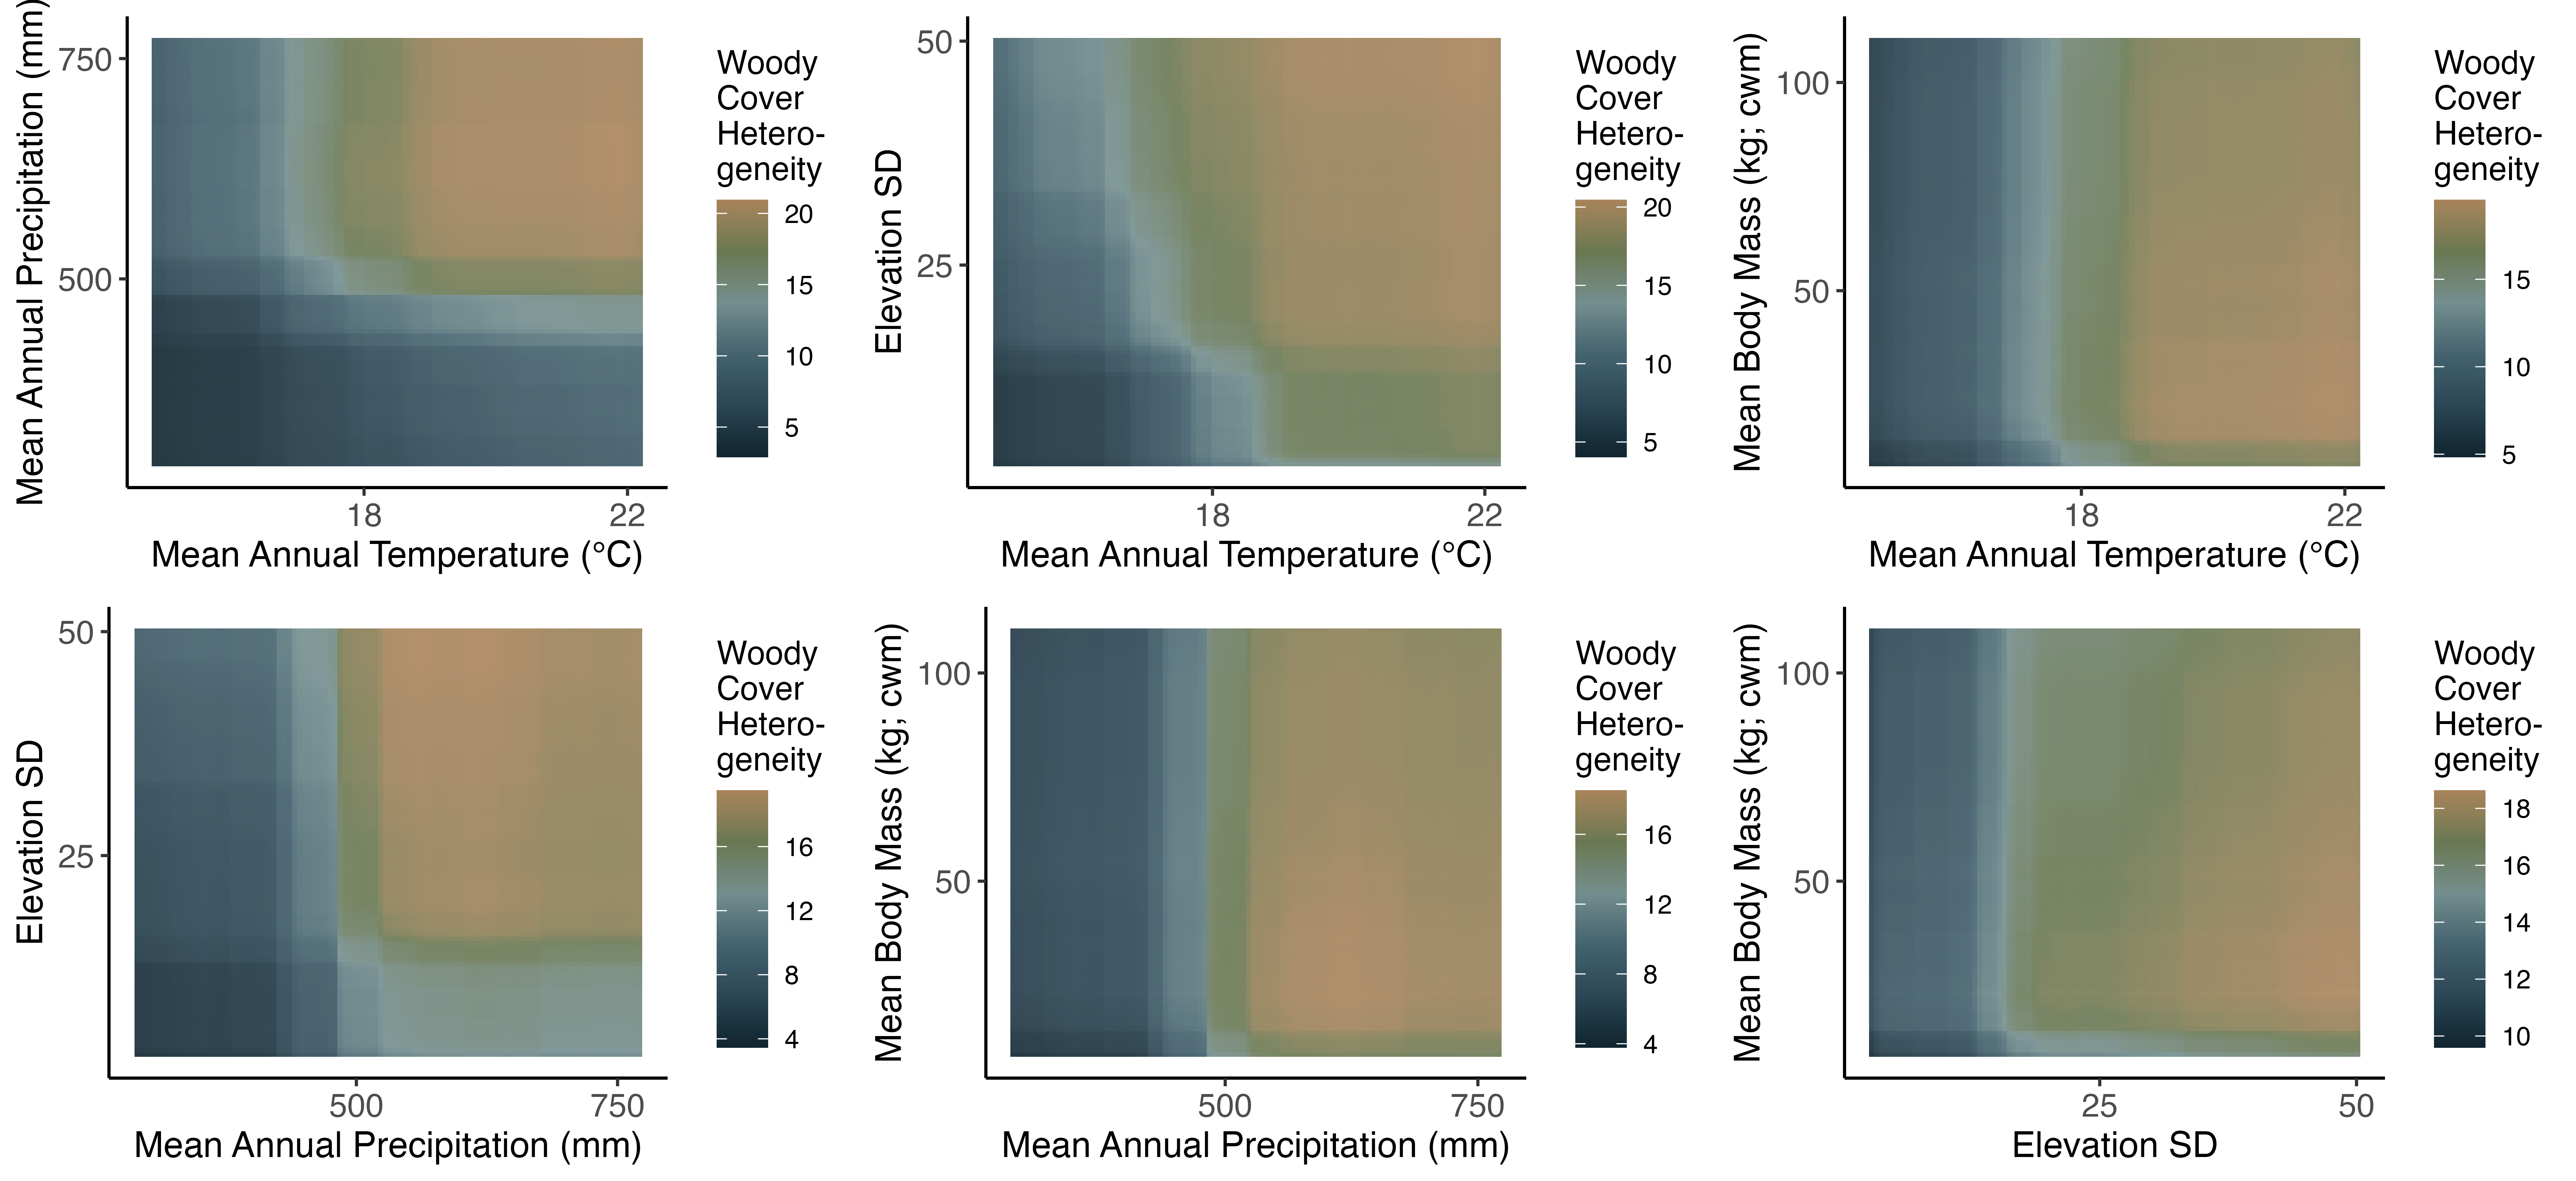 Mean Annual Precipitation (mm)
750
500
18
22
Mean Annual Temperature (°C)
Woody
Cover
Hetero-
geneity
20
15
10
5
Elevation SD
50
25
18
22
Mean Annual Temperature (°C)
Woody
Cover
Hetero-
geneity
20
15
10
5
Mean Body Mass (kg; cwm)
100
50
18
22
Mean Annual Temperature (°C)
Woody
Cover
Hetero-
geneity
15
10
5
Elevation SD
50
25
500
750
Mean Annual Precipitation (mm)
Woody
Cover
Hetero-
geneity
16
12
8
4
Mean Body Mass (kg; cwm)
100
50
500
750
Mean Annual Precipitation (mm)
Woody
Cover
Hetero-
geneity
16
12
8
4
Mean Body Mass (kg; cwm)
100
50
25
50
Elevation SD
Woody
Cover
Hetero-
geneity
18
16
14
12
10